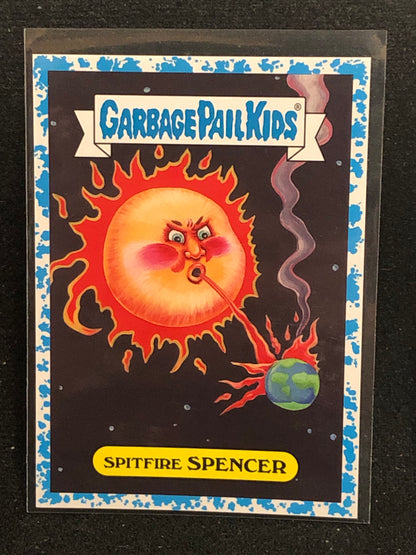 GARBAGE PAIL KIDS®
SPITFIRE SPENCER